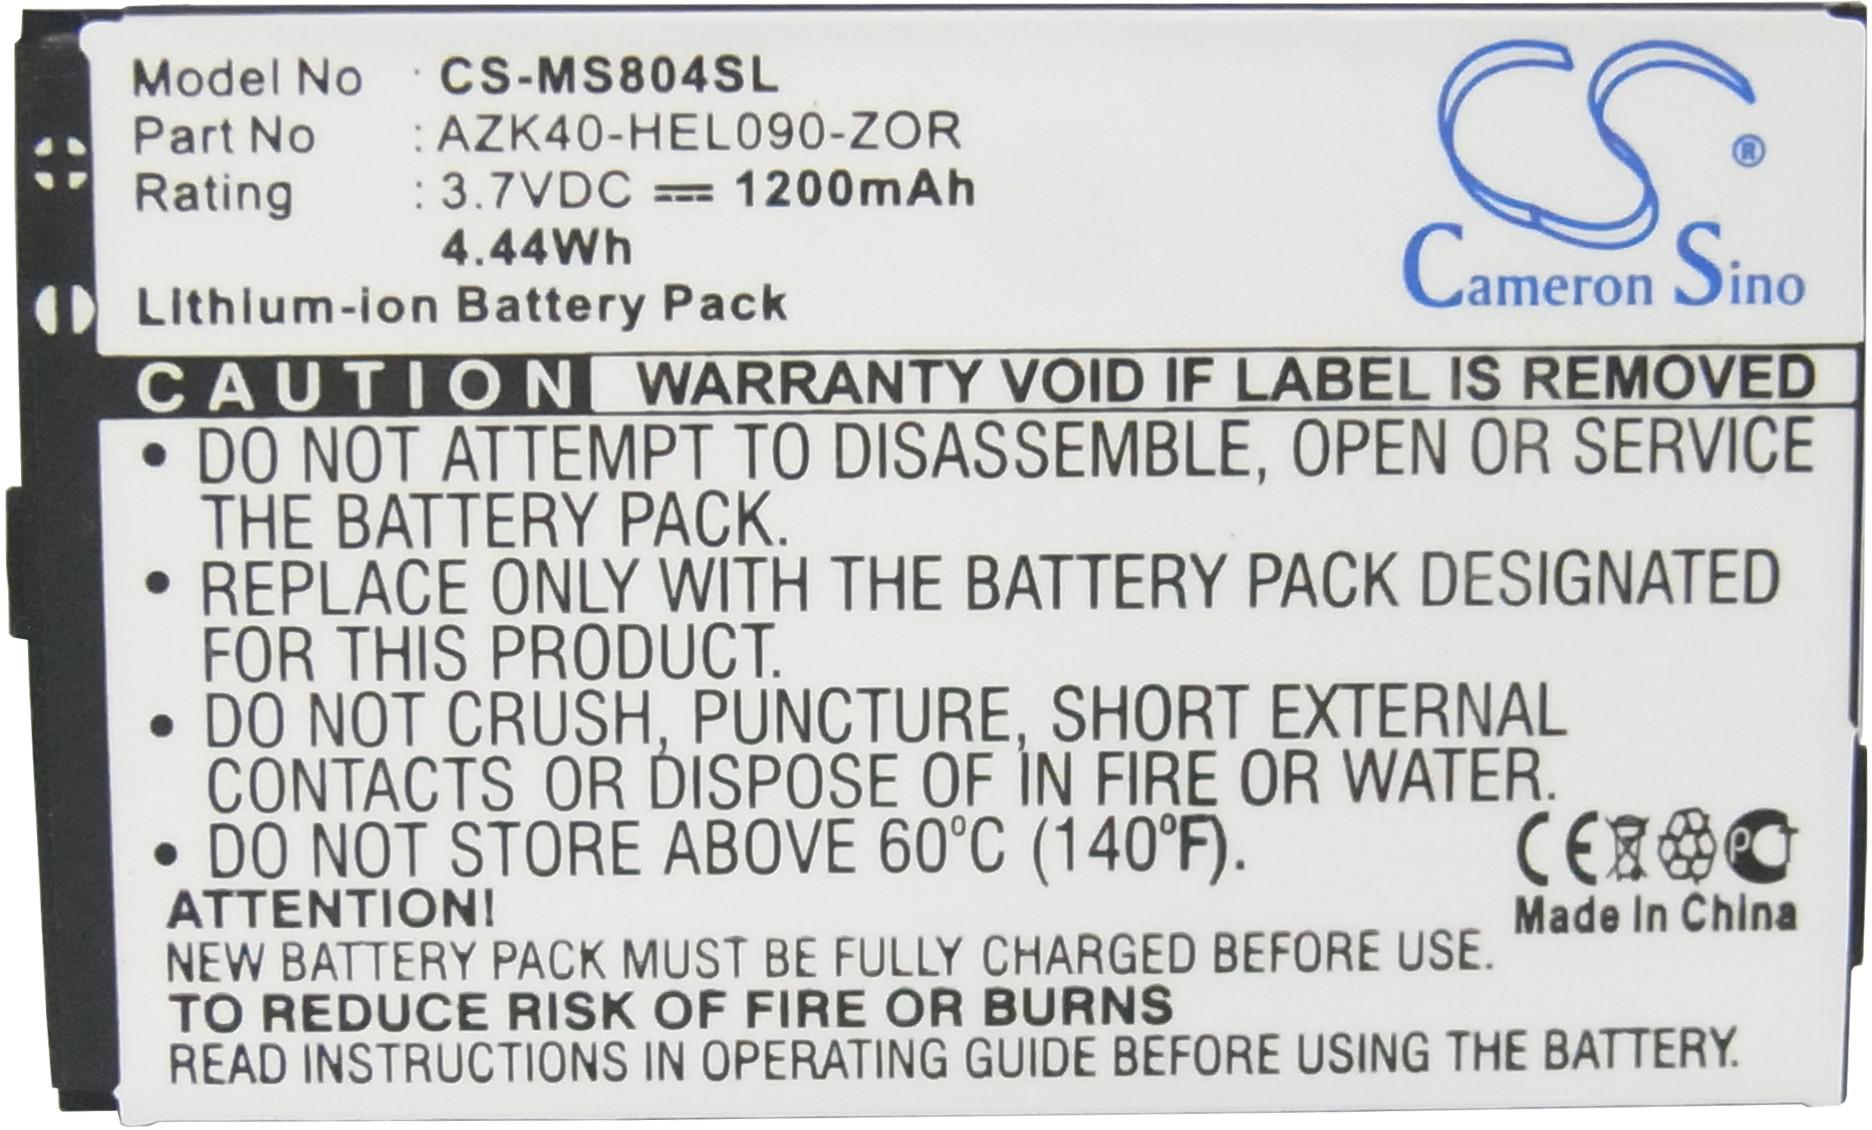 Model No : CS-MS804SL
Part No : AZK40-HEL090-ZOR
Rating : 3.7VDC ⎓ 1200mAh
4.44Wh
Lithium-ion Battery Pack
CS ®
Cameron Sino
CAUTION WARRANTY VOID IF LABEL IS REMOVED
• DO NOT ATTEMPT TO DISASSEMBLE, OPEN OR SERVICE
THE BATTERY PACK.
• REPLACE ONLY WITH THE BATTERY PACK DESIGNATED
FOR THIS PRODUCT.
• DO NOT CRUSH, PUNCTURE, SHORT EXTERNAL
CONTACTS OR DISPOSE OF IN FIRE OR WATER.
• DO NOT STORE ABOVE 60°C (140°F).
CE PCT
Made In China
ATTENTION!
NEW BATTERY PACK MUST BE FULLY CHARGED BEFORE USE.
TO REDUCE RISK OF FIRE OR BURNS
READ INSTRUCTIONS IN OPERATING GUIDE BEFORE USING THE BATTERY.